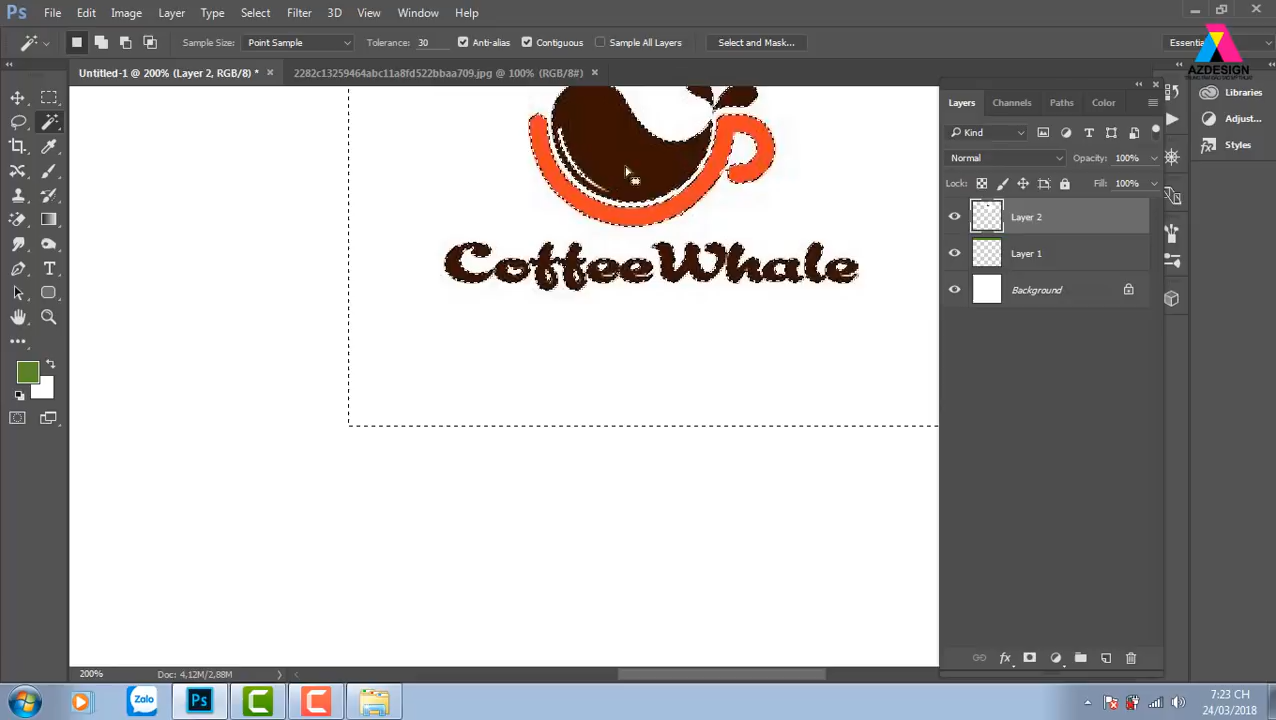 Ps File Edit Image Layer Type Select Filter 3D View Window Help
Sample Size: Point Sample Tolerance: 30 Anti-alias Contiguous Sample All Layers Select and Mask... Essentia
AZDESIGN
Untitled-1 @ 200% (Layer 2, RGB/8) * × 2282c13259464abc11a8fd522bbaa709.jpg @ 100% (RGB/8#) ×
Layers Channels Paths Color
Libraries
Adjust...
Styles
Kind
Normal Opacity: 100%
Lock: Fill: 100%
Layer 2
Layer 1
Background
CoffeeWhale
200% Doc: 4,12M/2,88M
Zalo Ps
7:23 CH
24/03/2018